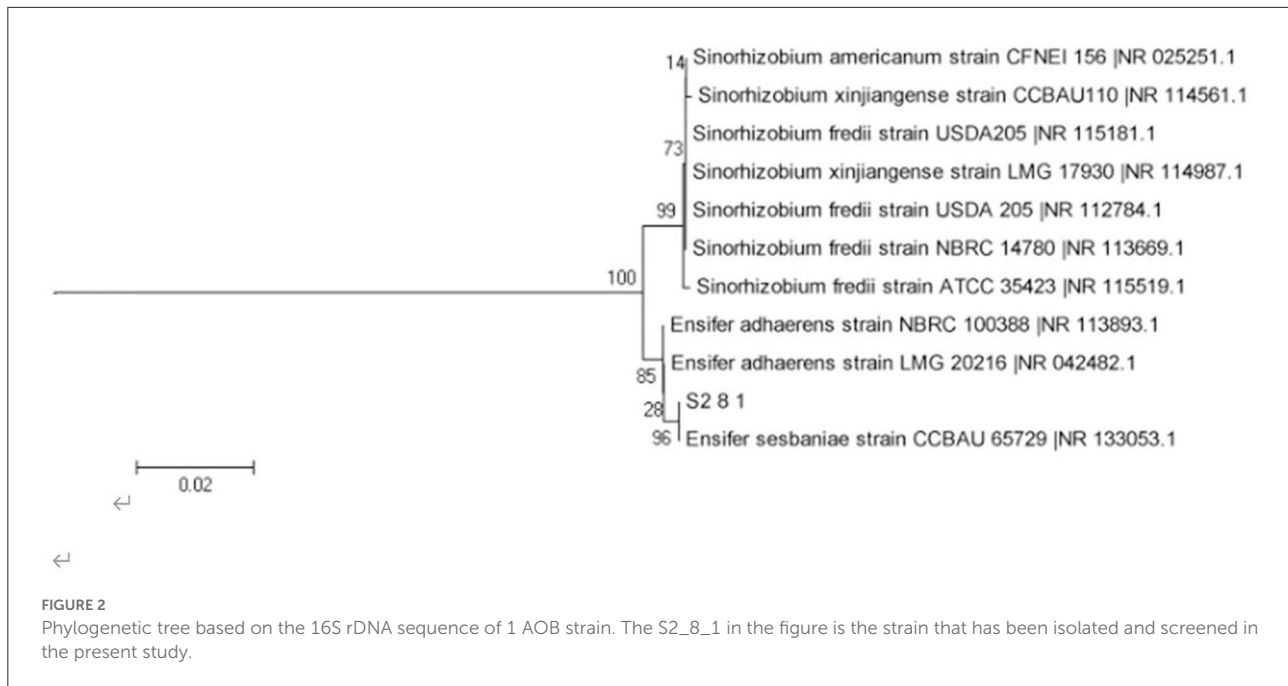 14 Sinorhizobium americanum strain CFNEI 156 |NR 025251.1
Sinorhizobium xinjiangense strain CCBAU110 |NR 114561.1
Sinorhizobium fredii strain USDA205 |NR 115181.1
73
Sinorhizobium xinjiangense strain LMG 17930 |NR 114987.1
99 Sinorhizobium fredii strain USDA 205 |NR 112784.1
Sinorhizobium fredii strain NBRC 14780 |NR 113669.1
100
Sinorhizobium fredii strain ATCC 35423 |NR 115519.1
Ensifer adhaerens strain NBRC 100388 |NR 113893.1
Ensifer adhaerens strain LMG 20216 |NR 042482.1
85
28 S2 8 1
96 Ensifer sesbaniae strain CCBAU 65729 |NR 133053.1
0.02
↵
↵
FIGURE 2
Phylogenetic tree based on the 16S rDNA sequence of 1 AOB strain. The S2_8_1 in the figure is the strain that has been isolated and screened in
the present study.